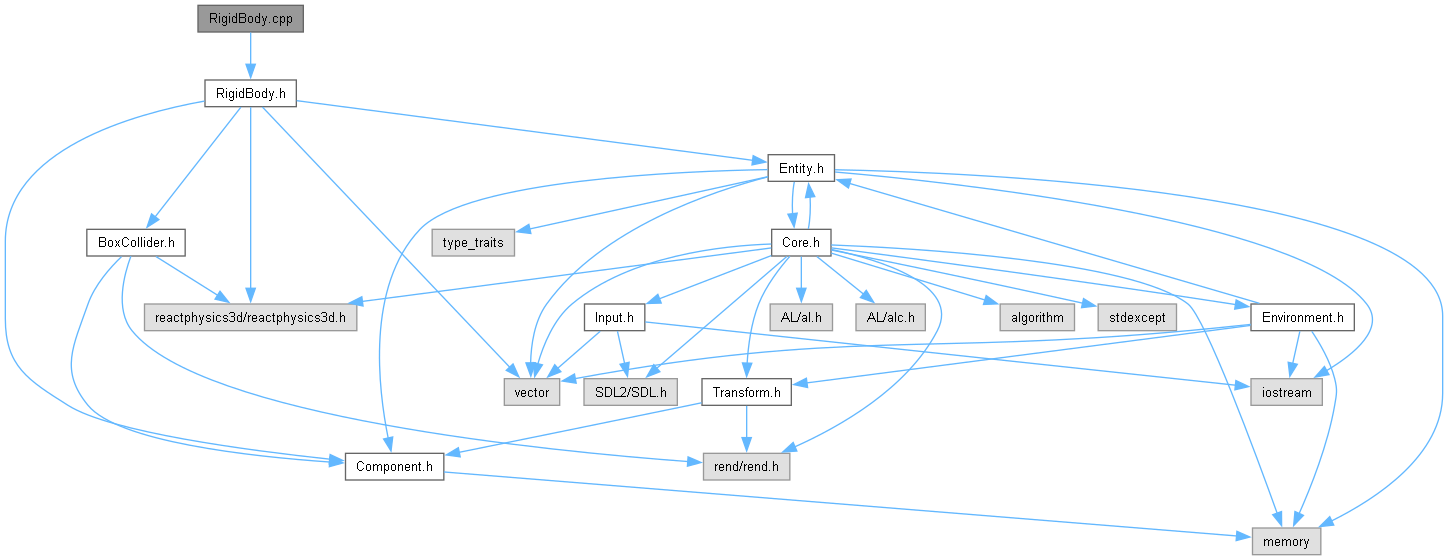 RigidBody.cpp
RigidBody.h
Entity.h
type_traits
BoxCollider.h
Core.h
reactphysics3d/reactphysics3d.h
Input.h
AL/al.h
AL/alc.h
algorithm
stdexcept
Environment.h
vector
SDL2/SDL.h
Transform.h
iostream
Component.h
rend/rend.h
memory